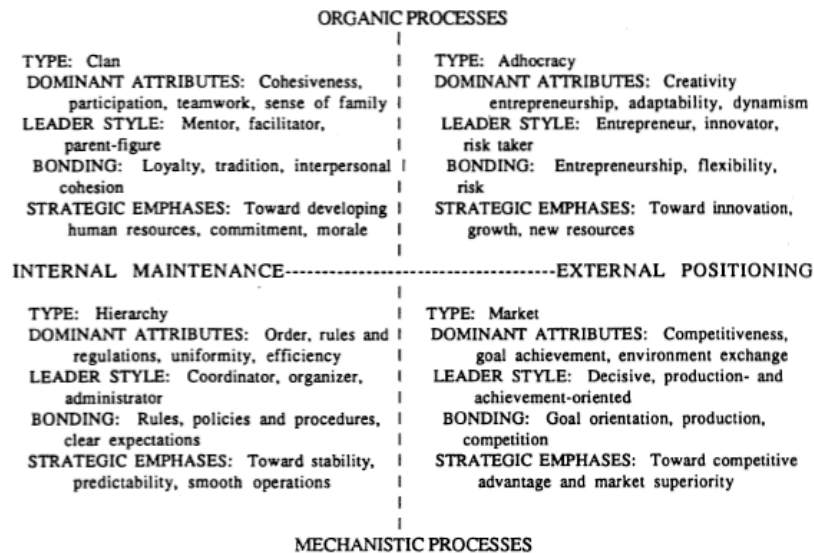 ORGANIC PROCESSES
TYPE: Clan
DOMINANT ATTRIBUTES: Cohesiveness,
participation, teamwork, sense of family
LEADER STYLE: Mentor, facilitator,
parent-figure
BONDING: Loyalty, tradition, interpersonal
cohesion
STRATEGIC EMPHASES: Toward developing
human resources, commitment, morale
TYPE: Adhocracy
DOMINANT ATTRIBUTES: Creativity
entrepreneurship, adaptability, dynamism
LEADER STYLE: Entrepreneur, innovator,
risk taker
BONDING: Entrepreneurship, flexibility,
risk
STRATEGIC EMPHASES: Toward innovation,
growth, new resources
INTERNAL MAINTENANCE------------------------------------EXTERNAL POSITIONING
TYPE: Hierarchy
DOMINANT ATTRIBUTES: Order, rules and
regulations, uniformity, efficiency
LEADER STYLE: Coordinator, organizer,
administrator
BONDING: Rules, policies and procedures,
clear expectations
STRATEGIC EMPHASES: Toward stability,
predictability, smooth operations
TYPE: Market
DOMINANT ATTRIBUTES: Competitiveness,
goal achievement, environment exchange
LEADER STYLE: Decisive, production- and
achievement-oriented
BONDING: Goal orientation, production,
competition
STRATEGIC EMPHASES: Toward competitive
advantage and market superiority
MECHANISTIC PROCESSES